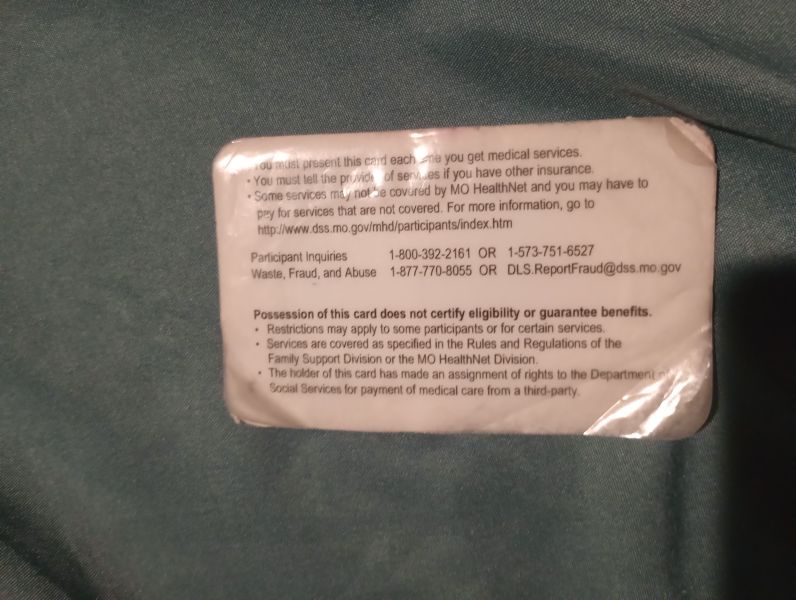 You must present this card each time you get medical services.
• You must tell the provider of services if you have other insurance.
• Some services may not be covered by MO HealthNet and you may have to
pay for services that are not covered. For more information, go to
http://www.dss.mo.gov/mhd/participants/index.htm
Participant Inquiries 1-800-392-2161 OR 1-573-751-6527
Waste, Fraud, and Abuse 1-877-770-8055 OR DLS.ReportFraud@dss.mo.gov
Possession of this card does not certify eligibility or guarantee benefits.
• Restrictions may apply to some participants or for certain services.
• Services are covered as specified in the Rules and Regulations of the
Family Support Division or the MO HealthNet Division.
• The holder of this card has made an assignment of rights to the Department of
Social Services for payment of medical care from a third-party.